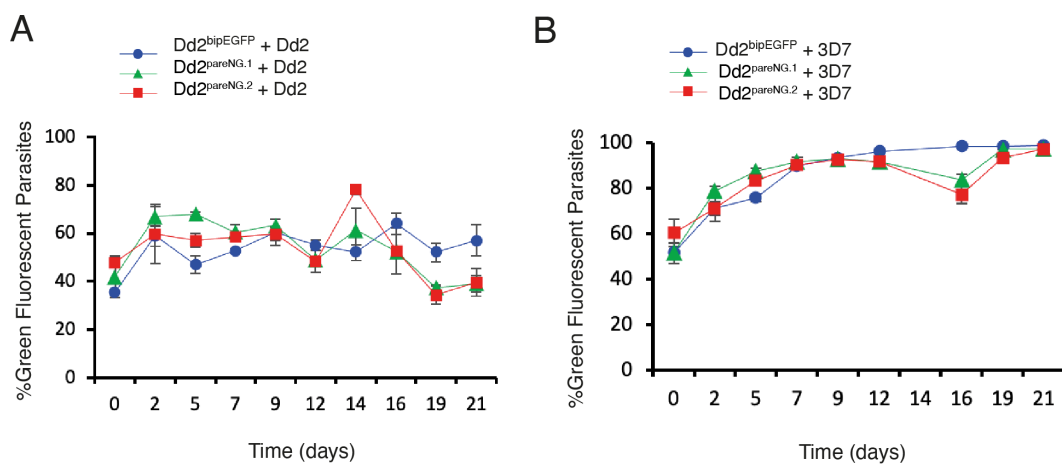 A
Dd2bipEGFP + Dd2
Dd2pareNG.1 + Dd2
Dd2pareNG.2 + Dd2
%Green Fluorescent Parasites
100
80
60
40
20
0
0 2 5 7 9 12 14 16 19 21
Time (days)
B
Dd2bipEGFP + 3D7
Dd2pareNG.1 + 3D7
Dd2pareNG.2 + 3D7
%Green Fluorescent Parasites
100
80
60
40
20
0
0 2 5 7 9 12 14 16 19 21
Time (days)